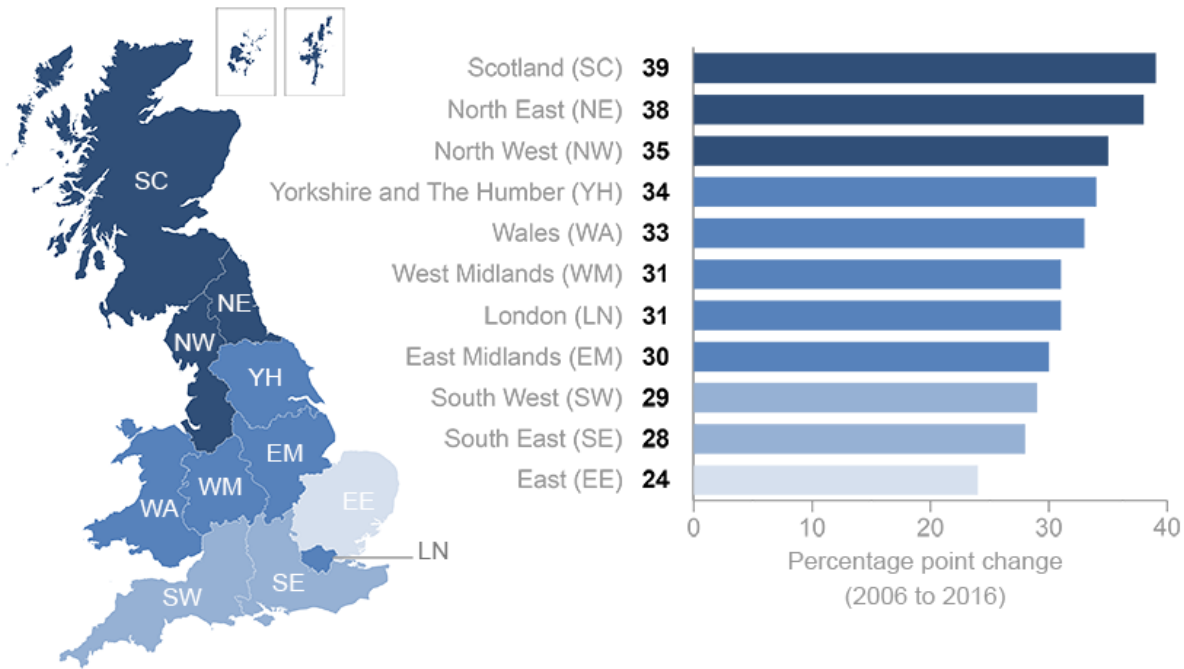 SC
NE
NW
YH
EM
WM
WA
EE
LN
SE
SW
Scotland (SC) 39
North East (NE) 38
North West (NW) 35
Yorkshire and The Humber (YH) 34
Wales (WA) 33
West Midlands (WM) 31
London (LN) 31
East Midlands (EM) 30
South West (SW) 29
South East (SE) 28
East (EE) 24
0 10 20 30 40
Percentage point change
(2006 to 2016)